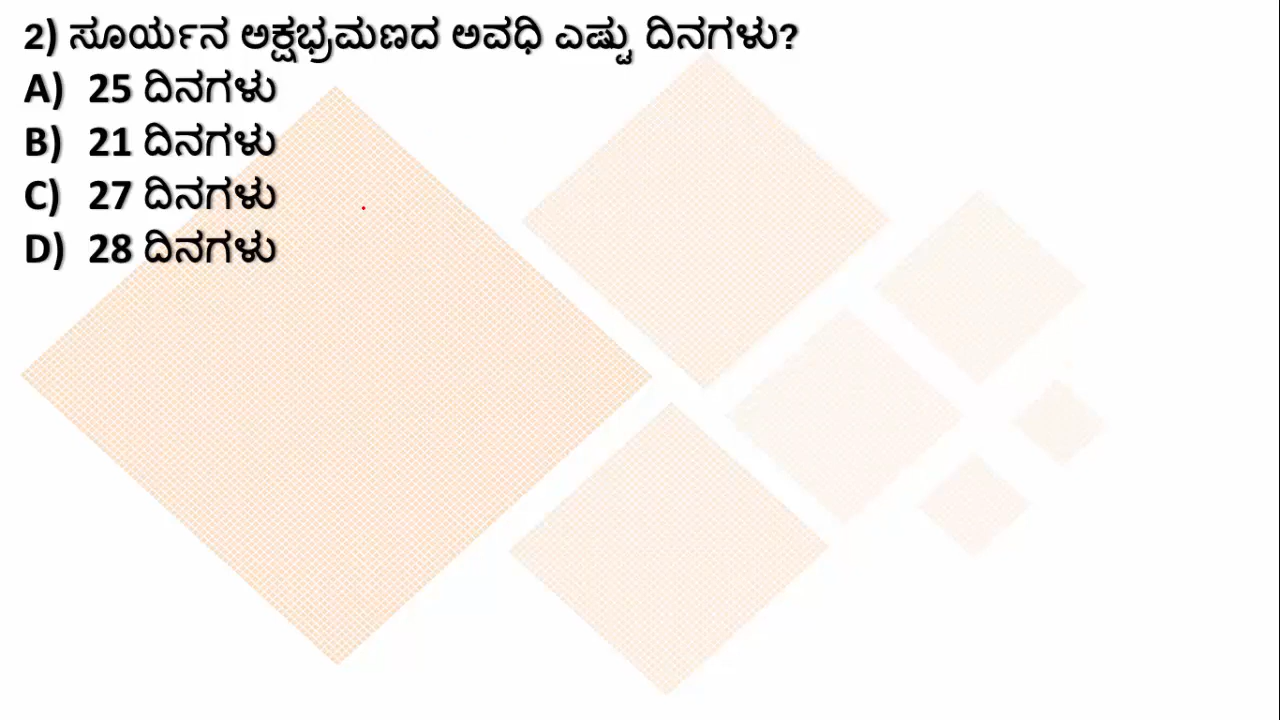 2) ಸೂರ್ಯನ ಅಕ್ಷಭ್ರಮಣದ ಅವಧಿ ಎಷ್ಟು ದಿನಗಳು?
A) 25 ದಿನಗಳು
B) 21 ದಿನಗಳು
C) 27 ದಿನಗಳು
D) 28 ದಿನಗಳು